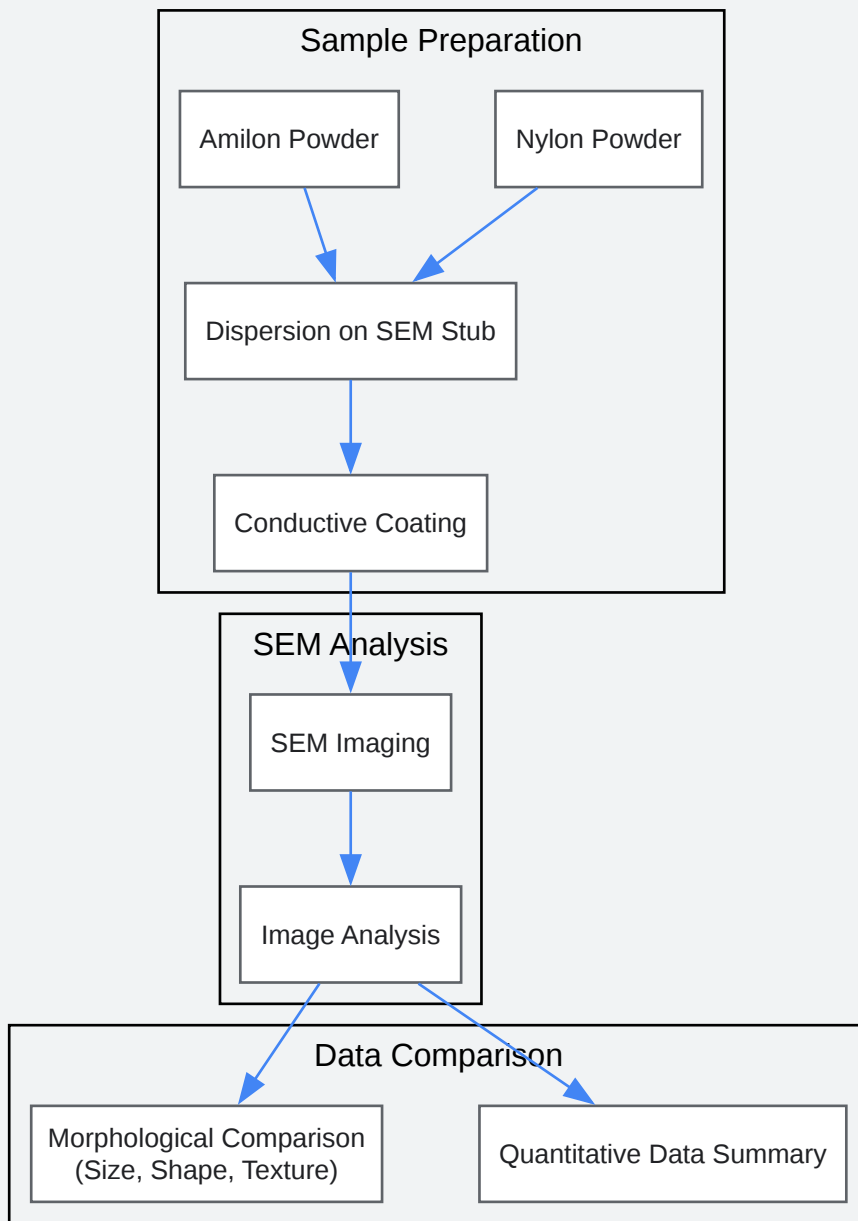 Sample Preparation
Amilon Powder
Nylon Powder
Dispersion on SEM Stub
Conductive Coating
SEM Analysis
SEM Imaging
Image Analysis
Data Comparison
Morphological Comparison
(Size, Shape, Texture)
Quantitative Data Summary